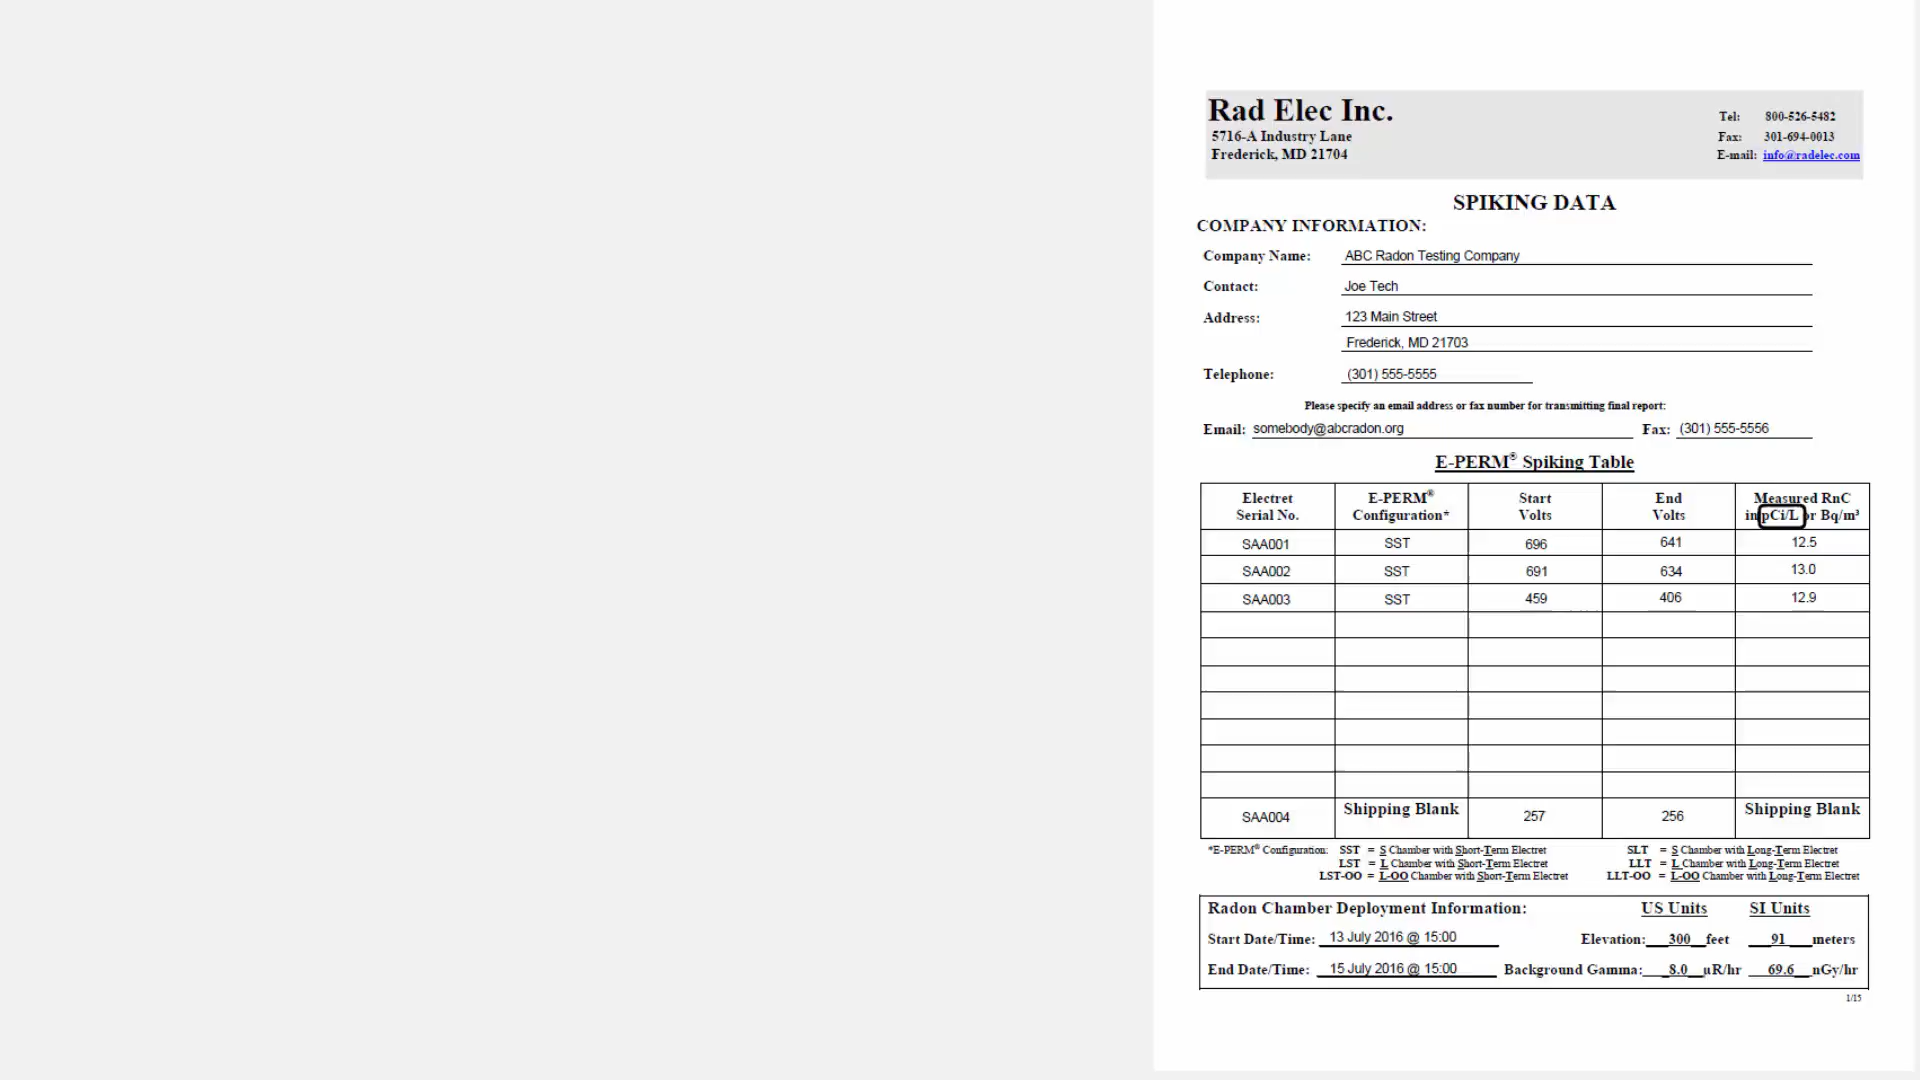 Rad Elec Inc.
5716-A Industry Lane
Frederick, MD 21704
Tel: 800-526-5482
Fax: 301-694-0013
E-mail: info@radelec.com
SPIKING DATA
COMPANY INFORMATION:
Company Name: ABC Radon Testing Company
Contact: Joe Tech
Address: 123 Main Street
Frederick, MD 21703
Telephone: (301) 555-5555
Please specify an email address or fax number for transmitting final report:
Email: somebody@abcradon.org Fax: (301) 555-5556
E-PERM® Spiking Table
Electret Serial No. E-PERM® Configuration* Start Volts End Volts Measured RnC in pCi/L or Bq/m³
SAA001 SST 696 641 12.5
SAA002 SST 691 634 13.0
SAA003 SST 459 406 12.9
SAA004 Shipping Blank 257 256 Shipping Blank
*E-PERM® Configuration: SST = S Chamber with Short-Term Electret SLT = S Chamber with Long-Term Electret
LST = L Chamber with Short-Term Electret LLT = L Chamber with Long-Term Electret
LST-OO = L-OO Chamber with Short-Term Electret LLT-OO = L-OO Chamber with Long-Term Electret
Radon Chamber Deployment Information: US Units SI Units
Start Date/Time: 13 July 2016 @ 15:00 Elevation: 300 feet 91 meters
End Date/Time: 15 July 2016 @ 15:00 Background Gamma: 8.0 µR/hr 69.6 nGy/hr
1/15